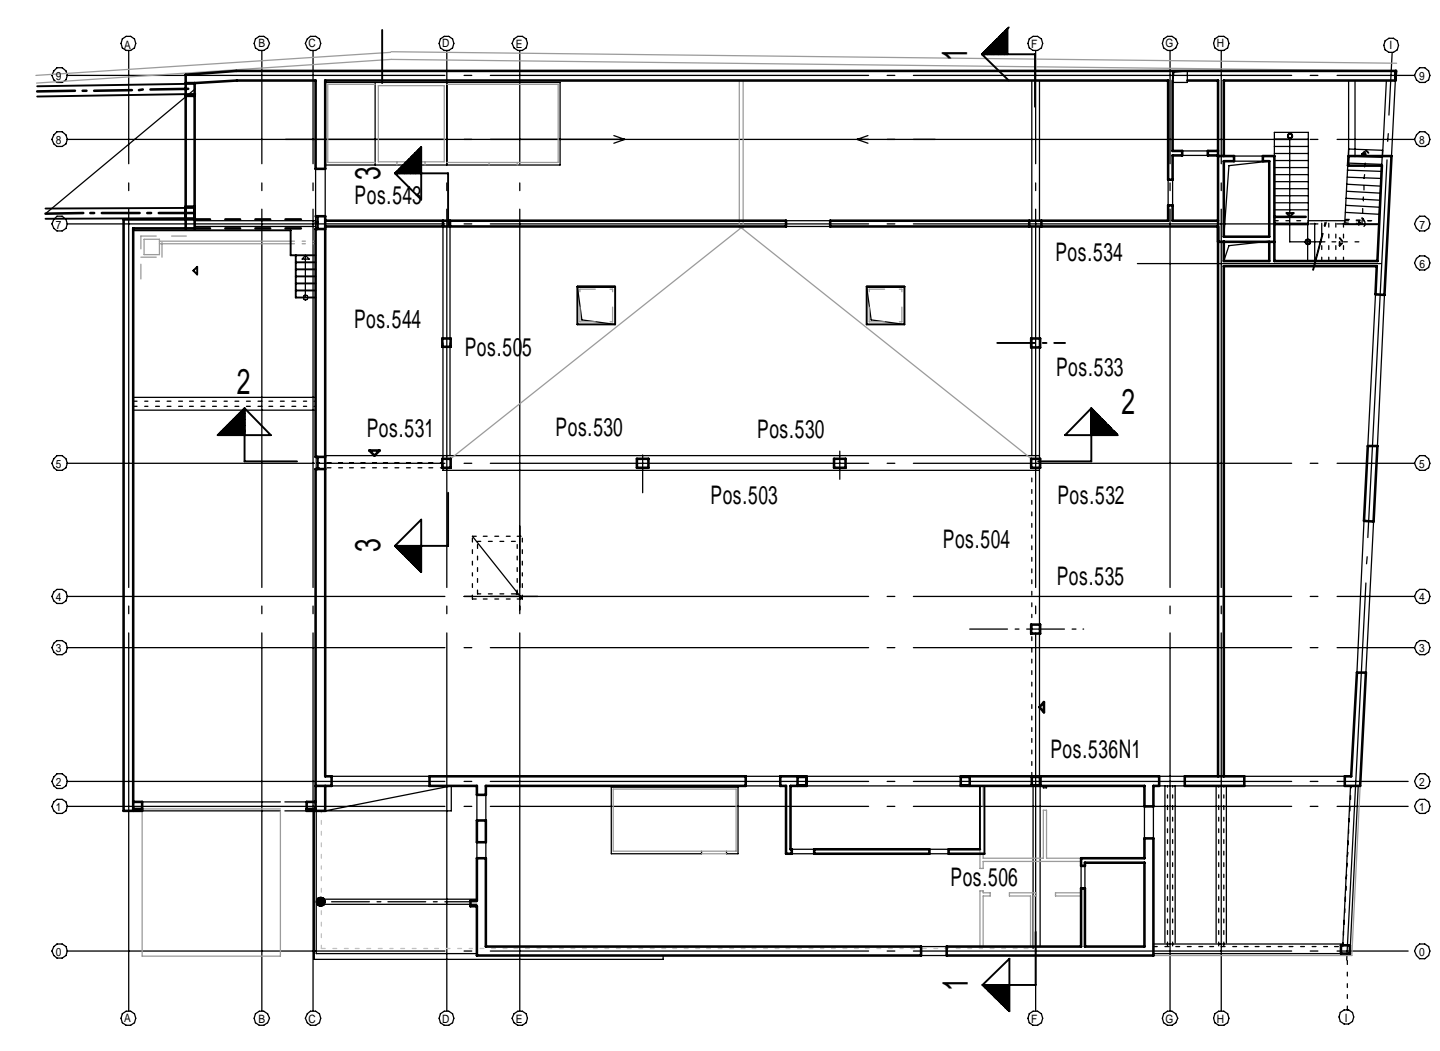 A B C D E F G H I
1
9 9
8 8
3
Pos.543
7 7
Pos.534
6
Pos.544
Pos.505
Pos.533
2 2
Pos.531 Pos.530 Pos.530
5 5
Pos.503 Pos.532
3 Pos.504
Pos.535
4 4
3 3
Pos.536N1
2 2
1 1
Pos.506
0 0
1
A B C D E F G H I